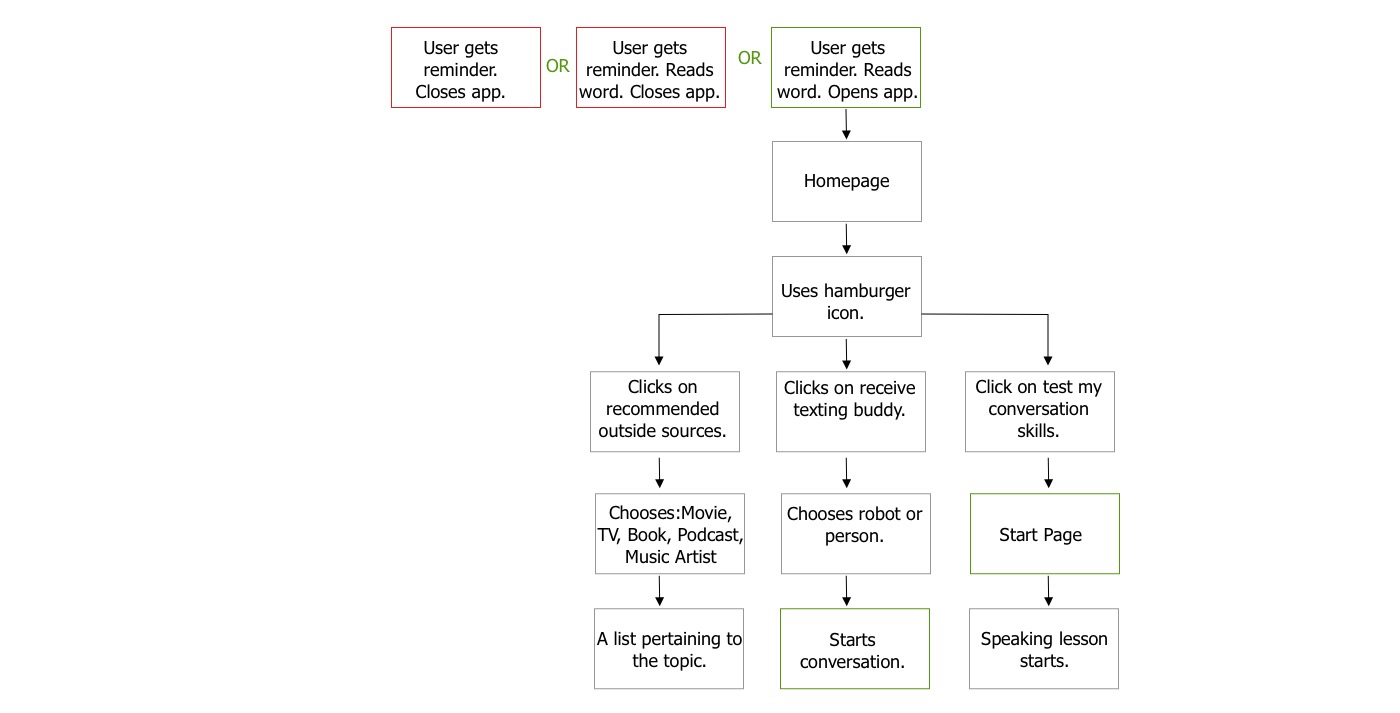 User gets
reminder.
Closes app.
OR
User gets
reminder. Reads
word. Closes app.
OR
User gets
reminder. Reads
word. Opens app.
Homepage
Uses hamburger
icon.
Clicks on
recommended
outside sources.
Clicks on receive
texting buddy.
Click on test my
conversation
skills.
Chooses:Movie,
TV, Book, Podcast,
Music Artist
Chooses robot or
person.
Start Page
A list pertaining to
the topic.
Starts
conversation.
Speaking lesson
starts.